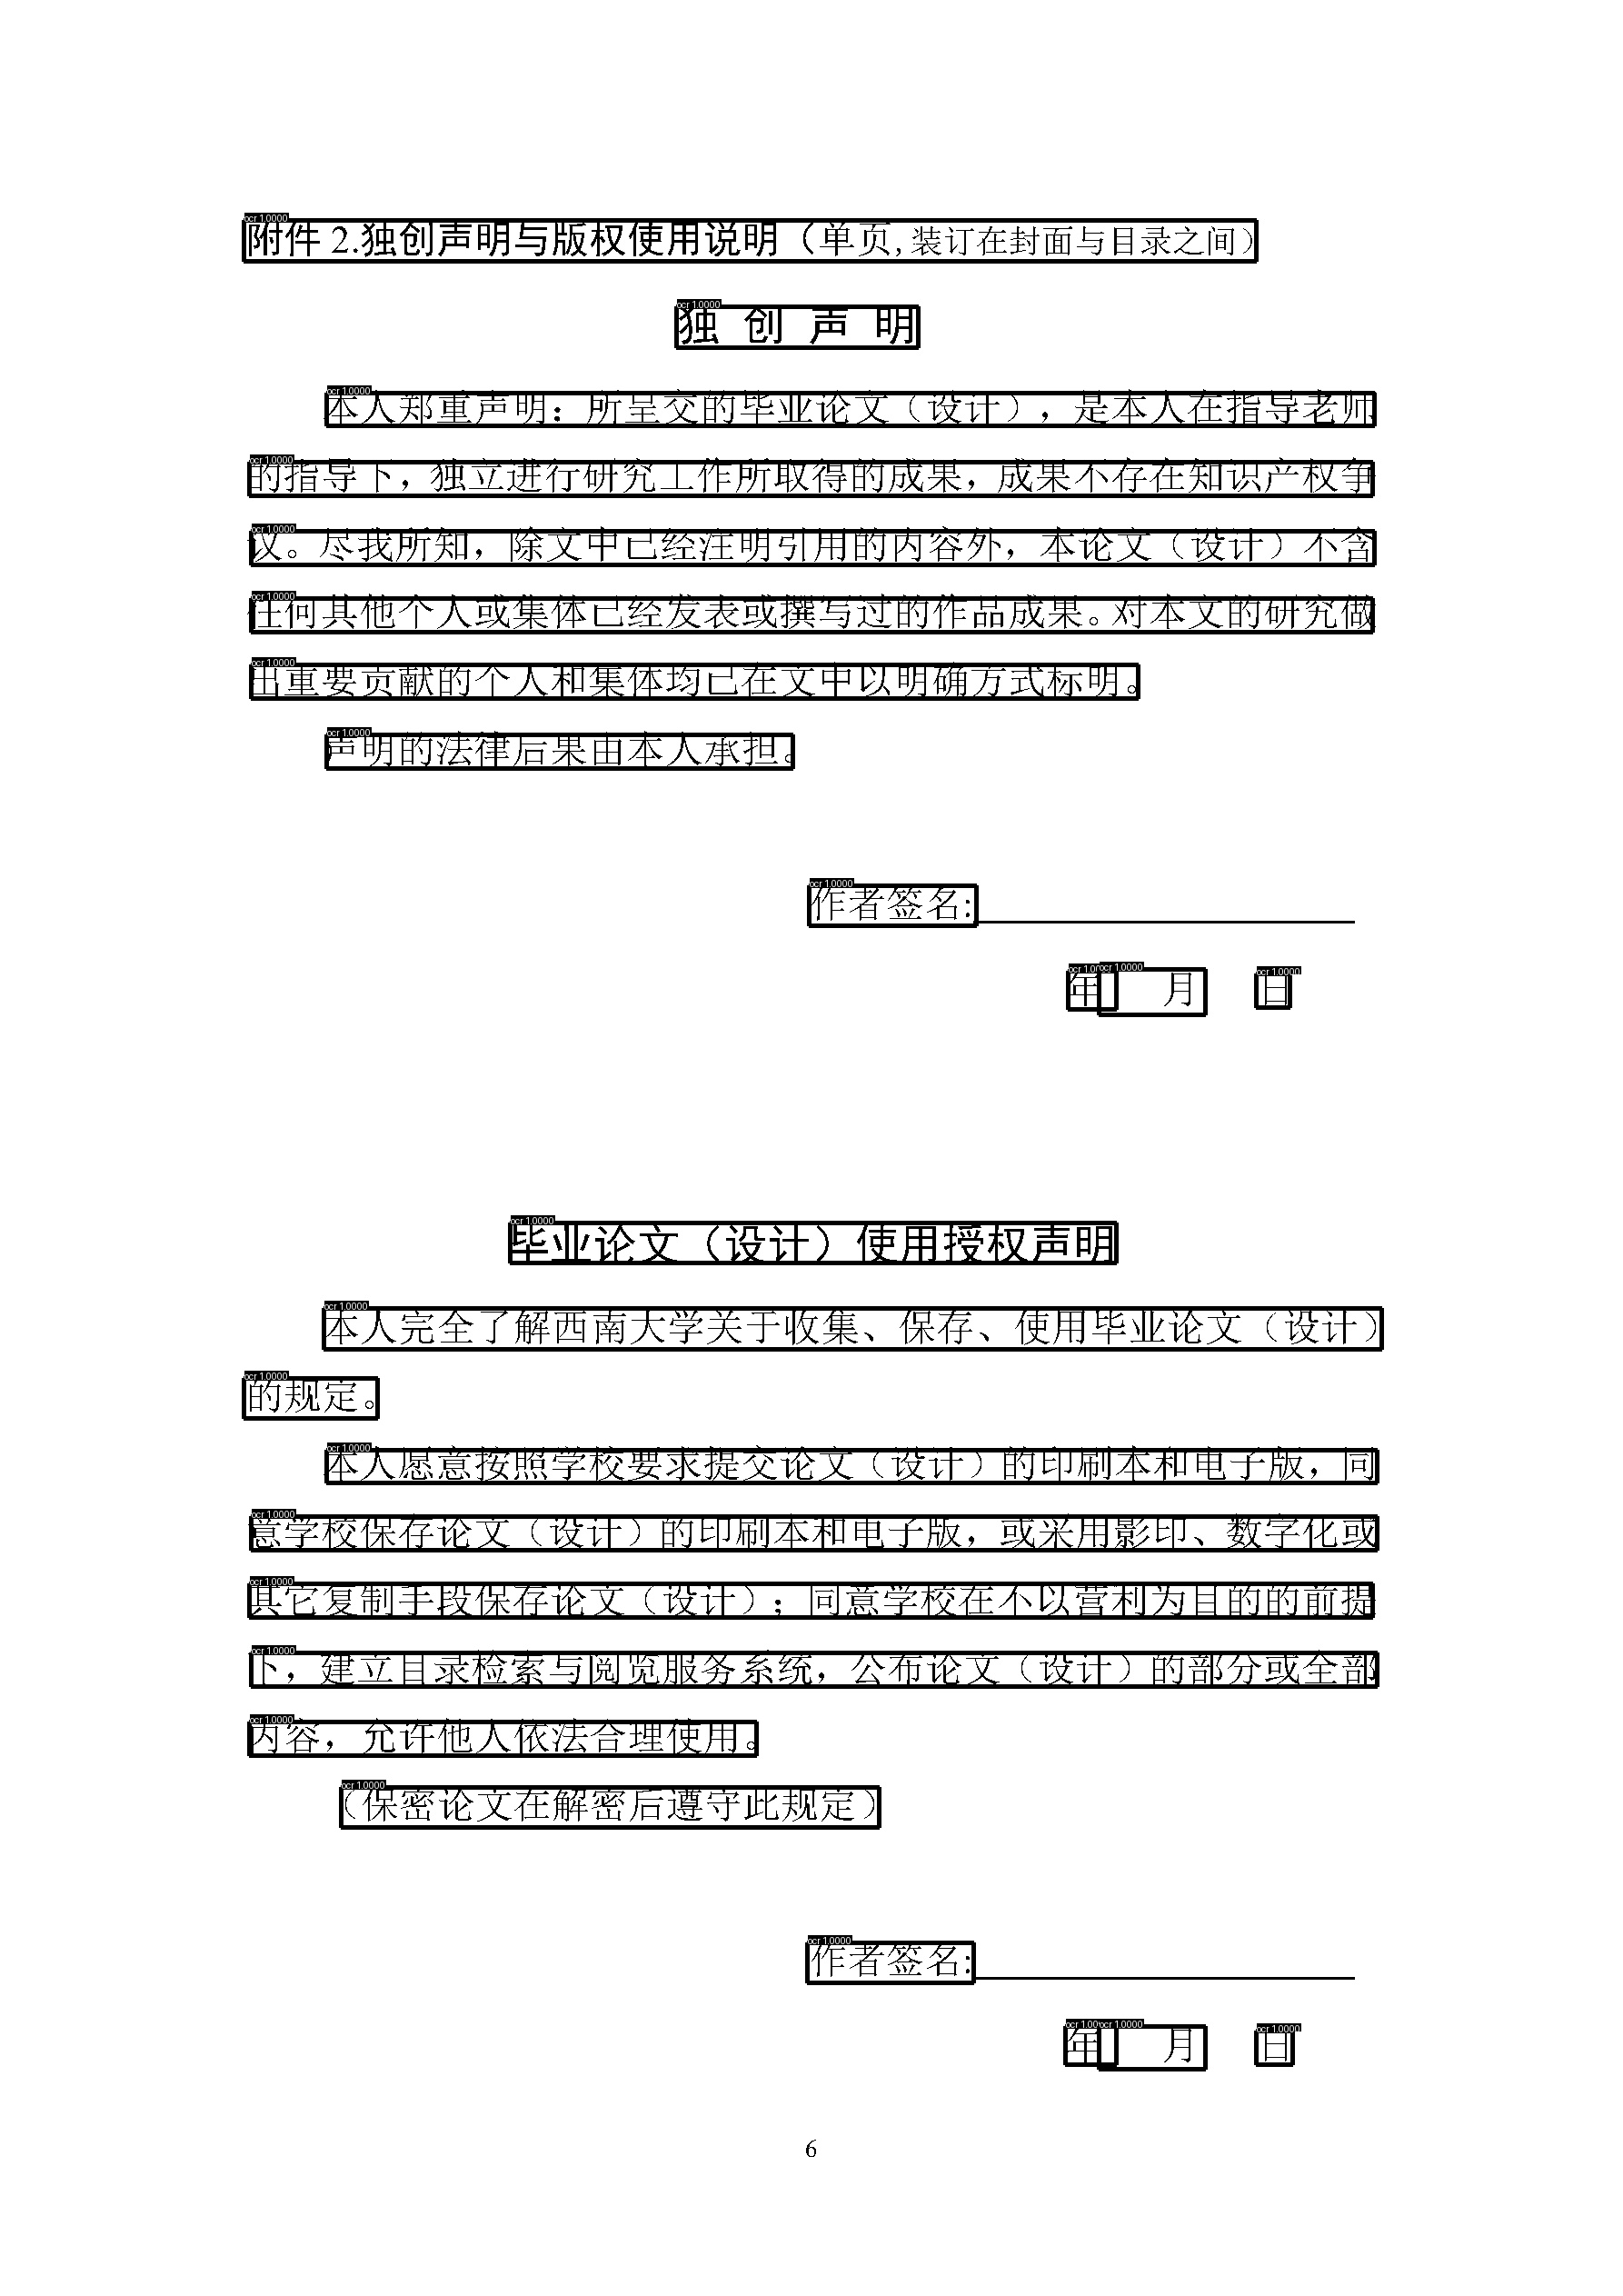 附件 2.独创声明与版权使用说明（单页,装订在封面与目录之间）
独 创 声 明
本人郑重声明：所呈交的毕业论文（设计），是本人在指导老师
的指导下，独立进行研究工作所取得的成果，成果不存在知识产权争
议。尽我所知，除文中已经注明引用的内容外，本论文（设计）不含
任何其他个人或集体已经发表或撰写过的作品成果。对本文的研究做
出重要贡献的个人和集体均已在文中以明确方式标明。
声明的法律后果由本人承担。
作者签名:
年 月 日
毕业论文（设计）使用授权声明
本人完全了解西南大学关于收集、保存、使用毕业论文（设计）
的规定。
本人愿意按照学校要求提交论文（设计）的印刷本和电子版，同
意学校保存论文（设计）的印刷本和电子版，或采用影印、数字化或
其它复制手段保存论文（设计）；同意学校在不以营利为目的的前提
下，建立目录检索与阅览服务系统，公布论文（设计）的部分或全部
内容，允许他人依法合理使用。
（保密论文在解密后遵守此规定）
作者签名:
年 月 日
6